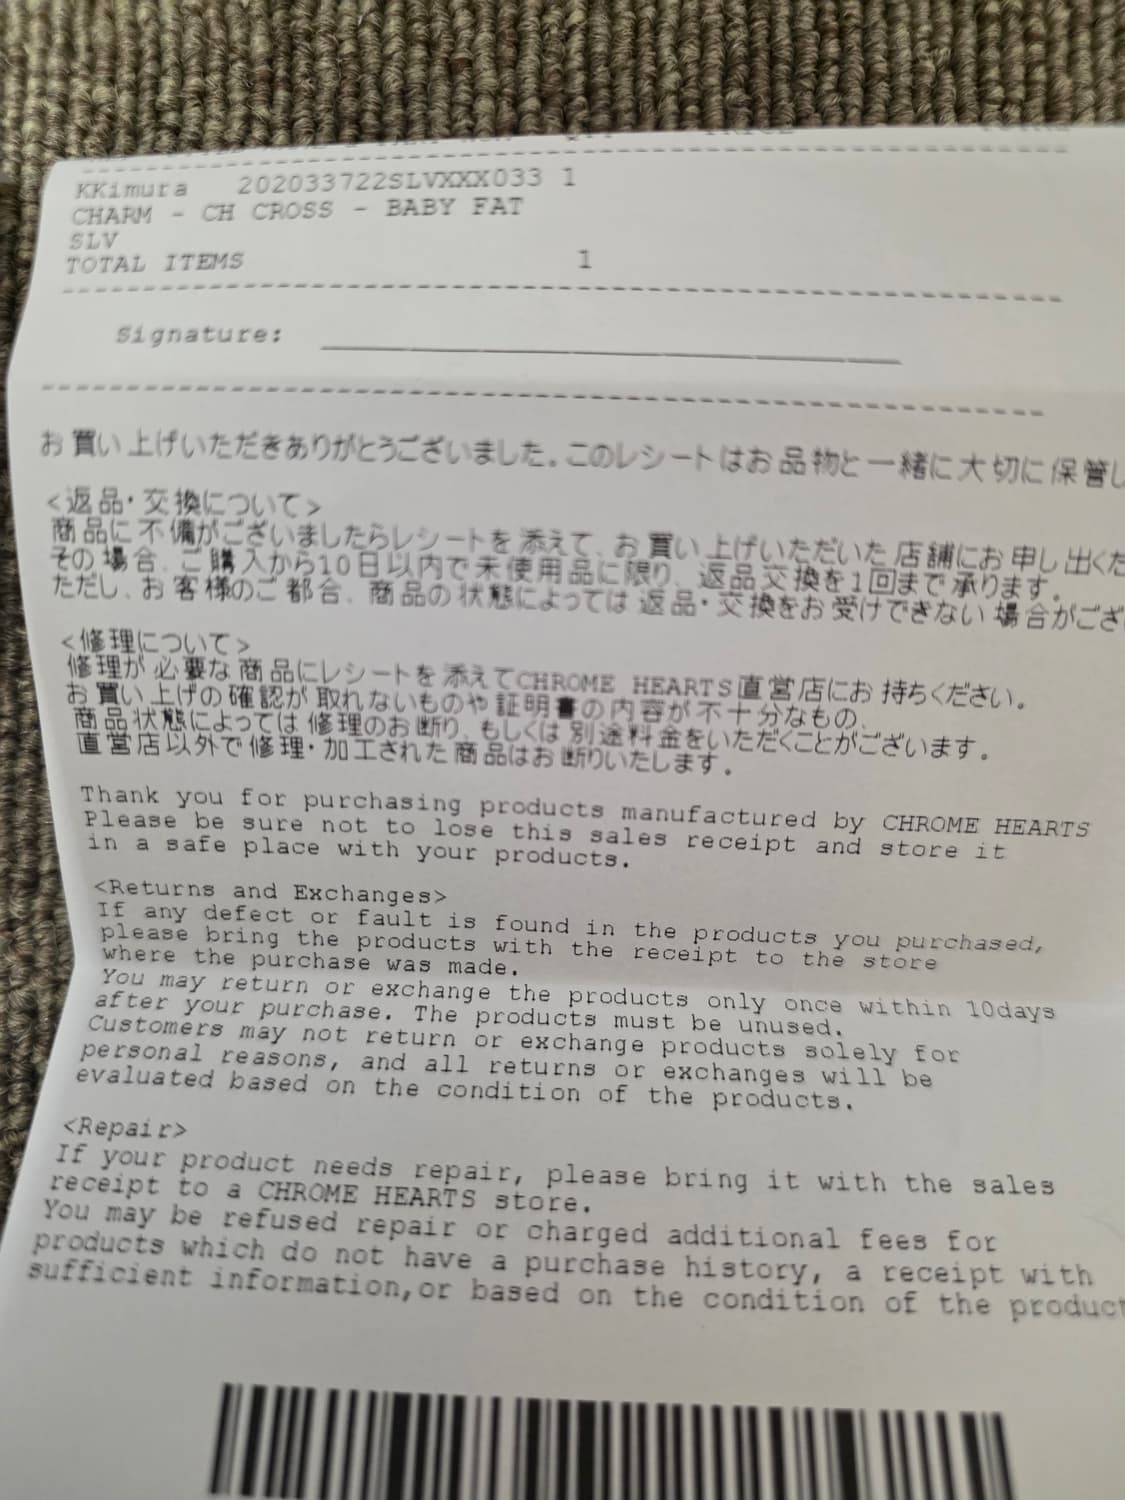 KKimura 202033722SLVXXX033 1
CHARM - CH CROSS - BABY FAT
SLV
TOTAL ITEMS 1
Signature:
お買い上げいただきありがとうございました。このレシートはお品物と一緒に大切に保管し
<返品・交換について>
商品に不備がございましたらレシートを添えて、お買い上げいただいた店舗にお申し出くだ
その場合、ご購入から10日以内で未使用品に限り、返品交換を1回まで承ります。
ただし、お客様のご都合、商品の状態によっては返品・交換をお受けできない場合がござ
<修理について>
修理が必要な商品にレシートを添えてCHROME HEARTS直営店にお持ちください。
お買い上げの確認が取れないものや証明書の内容が不十分なもの、
商品状態によっては修理のお断り、もしくは別途料金をいただくことがございます。
直営店以外で修理・加工された商品はお断りいたします。
Thank you for purchasing products manufactured by CHROME HEARTS
Please be sure not to lose this sales receipt and store it
in a safe place with your products.
<Returns and Exchanges>
If any defect or fault is found in the products you purchased,
please bring the products with the receipt to the store
where the purchase was made.
You may return or exchange the products only once within 10days
after your purchase. The products must be unused.
Customers may not return or exchange products solely for
personal reasons, and all returns or exchanges will be
evaluated based on the condition of the products.
<Repair>
If your product needs repair, please bring it with the sales
receipt to a CHROME HEARTS store.
You may be refused repair or charged additional fees for
products which do not have a purchase history, a receipt with
sufficient information,or based on the condition of the product